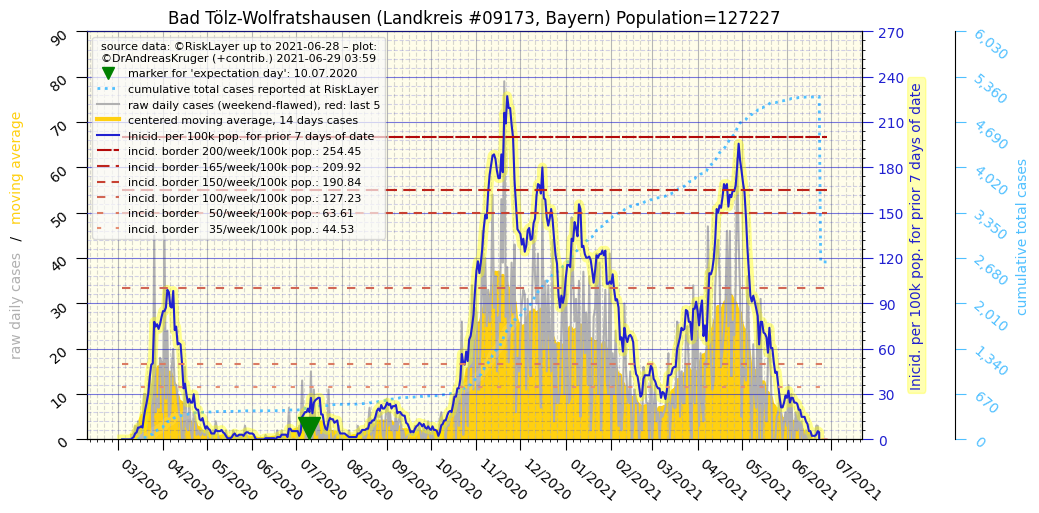 Bad Tölz-Wolfratshausen (Landkreis #09173, Bayern) Population=127227
source data: ©RiskLayer up to 2021-06-28 – plot:
©DrAndreasKruger (+contrib.) 2021-06-29 03:59
marker for 'expectation day': 10.07.2020
cumulative total cases reported at RiskLayer
raw daily cases (weekend-flawed), red: last 5
centered moving average, 14 days cases
Inicid. per 100k pop. for prior 7 days of date
incid. border 200/week/100k pop.: 254.45
incid. border 165/week/100k pop.: 209.92
incid. border 150/week/100k pop.: 190.84
incid. border 100/week/100k pop.: 127.23
incid. border   50/week/100k pop.: 63.61
incid. border   35/week/100k pop.: 44.53
raw daily cases / moving average
90
80
70
60
50
40
30
20
10
0
03/2020
04/2020
05/2020
06/2020
07/2020
08/2020
09/2020
10/2020
11/2020
12/2020
01/2021
02/2021
03/2021
04/2021
05/2021
06/2021
07/2021
270
240
210
180
150
120
90
60
30
0
Inicid. per 100k pop. for prior 7 days of date
6,030
5,360
4,690
4,020
3,350
2,680
2,010
1,340
670
0
cumulative total cases